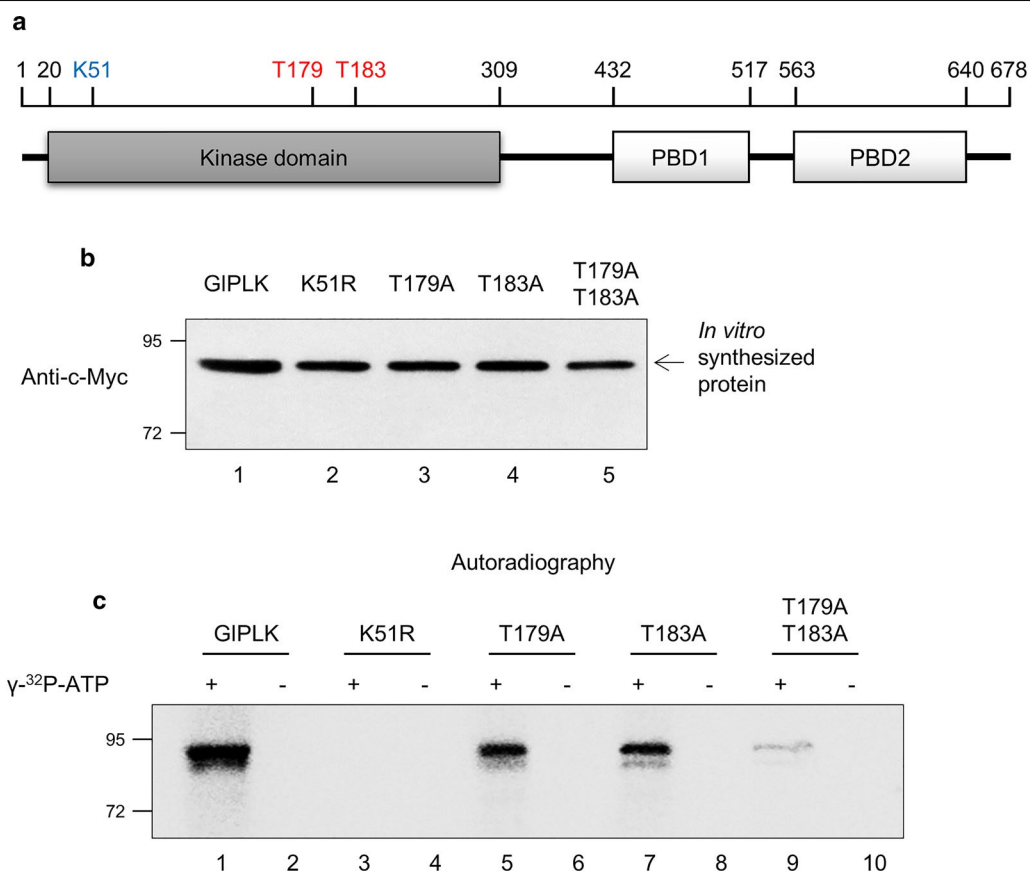 a
1 20 K51 T179 T183 309 432 517 563 640 678
Kinase domain PBD1 PBD2
b
GlPLK K51R T179A T183A T179A
T183A
95
Anti-c-Myc
72
In vitro
synthesized
protein
1 2 3 4 5
Autoradiography
c
GlPLK K51R T179A T183A T179A
T183A
γ-³²P-ATP + - + - + - + - + -
95
72
1 2 3 4 5 6 7 8 9 10